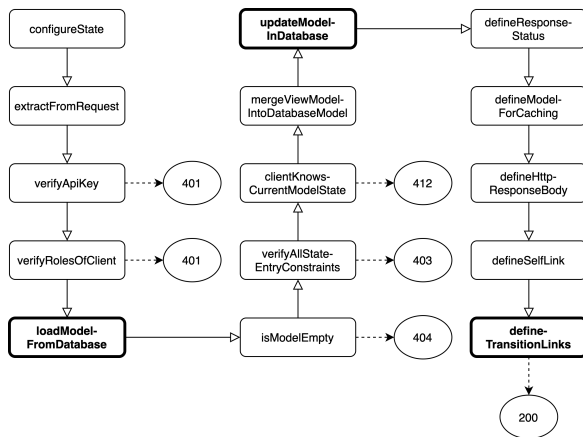 configureState
extractFromRequest
verifyApiKey
401
verifyRolesOfClient
401
loadModel-
FromDatabase
updateModel-
InDatabase
mergeViewModel-
IntoDatabaseModel
clientKnows-
CurrentModelState
412
verifyAllState-
EntryConstraints
403
isModelEmpty
404
defineResponse-
Status
defineModel-
ForCaching
defineHttp-
ResponseBody
defineSelfLink
define-
TransitionLinks
200